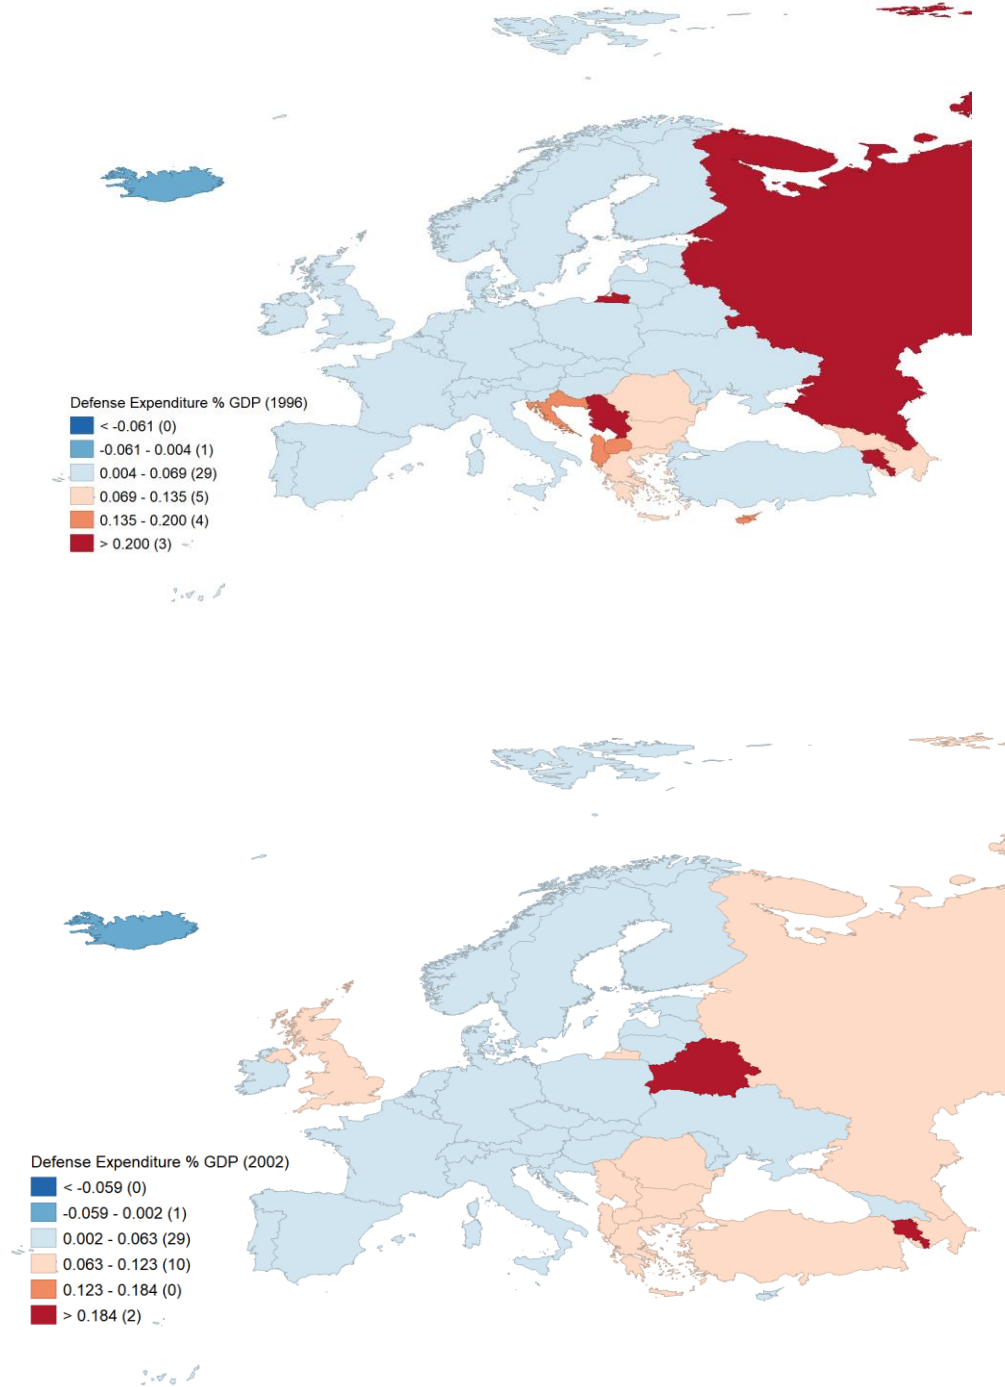 Defense Expenditure % GDP (1996)
< -0.061 (0)
-0.061 - 0.004 (1)
0.004 - 0.069 (29)
0.069 - 0.135 (5)
0.135 - 0.200 (4)
> 0.200 (3)
Defense Expenditure % GDP (2002)
< -0.059 (0)
-0.059 - 0.002 (1)
0.002 - 0.063 (29)
0.063 - 0.123 (10)
0.123 - 0.184 (0)
> 0.184 (2)